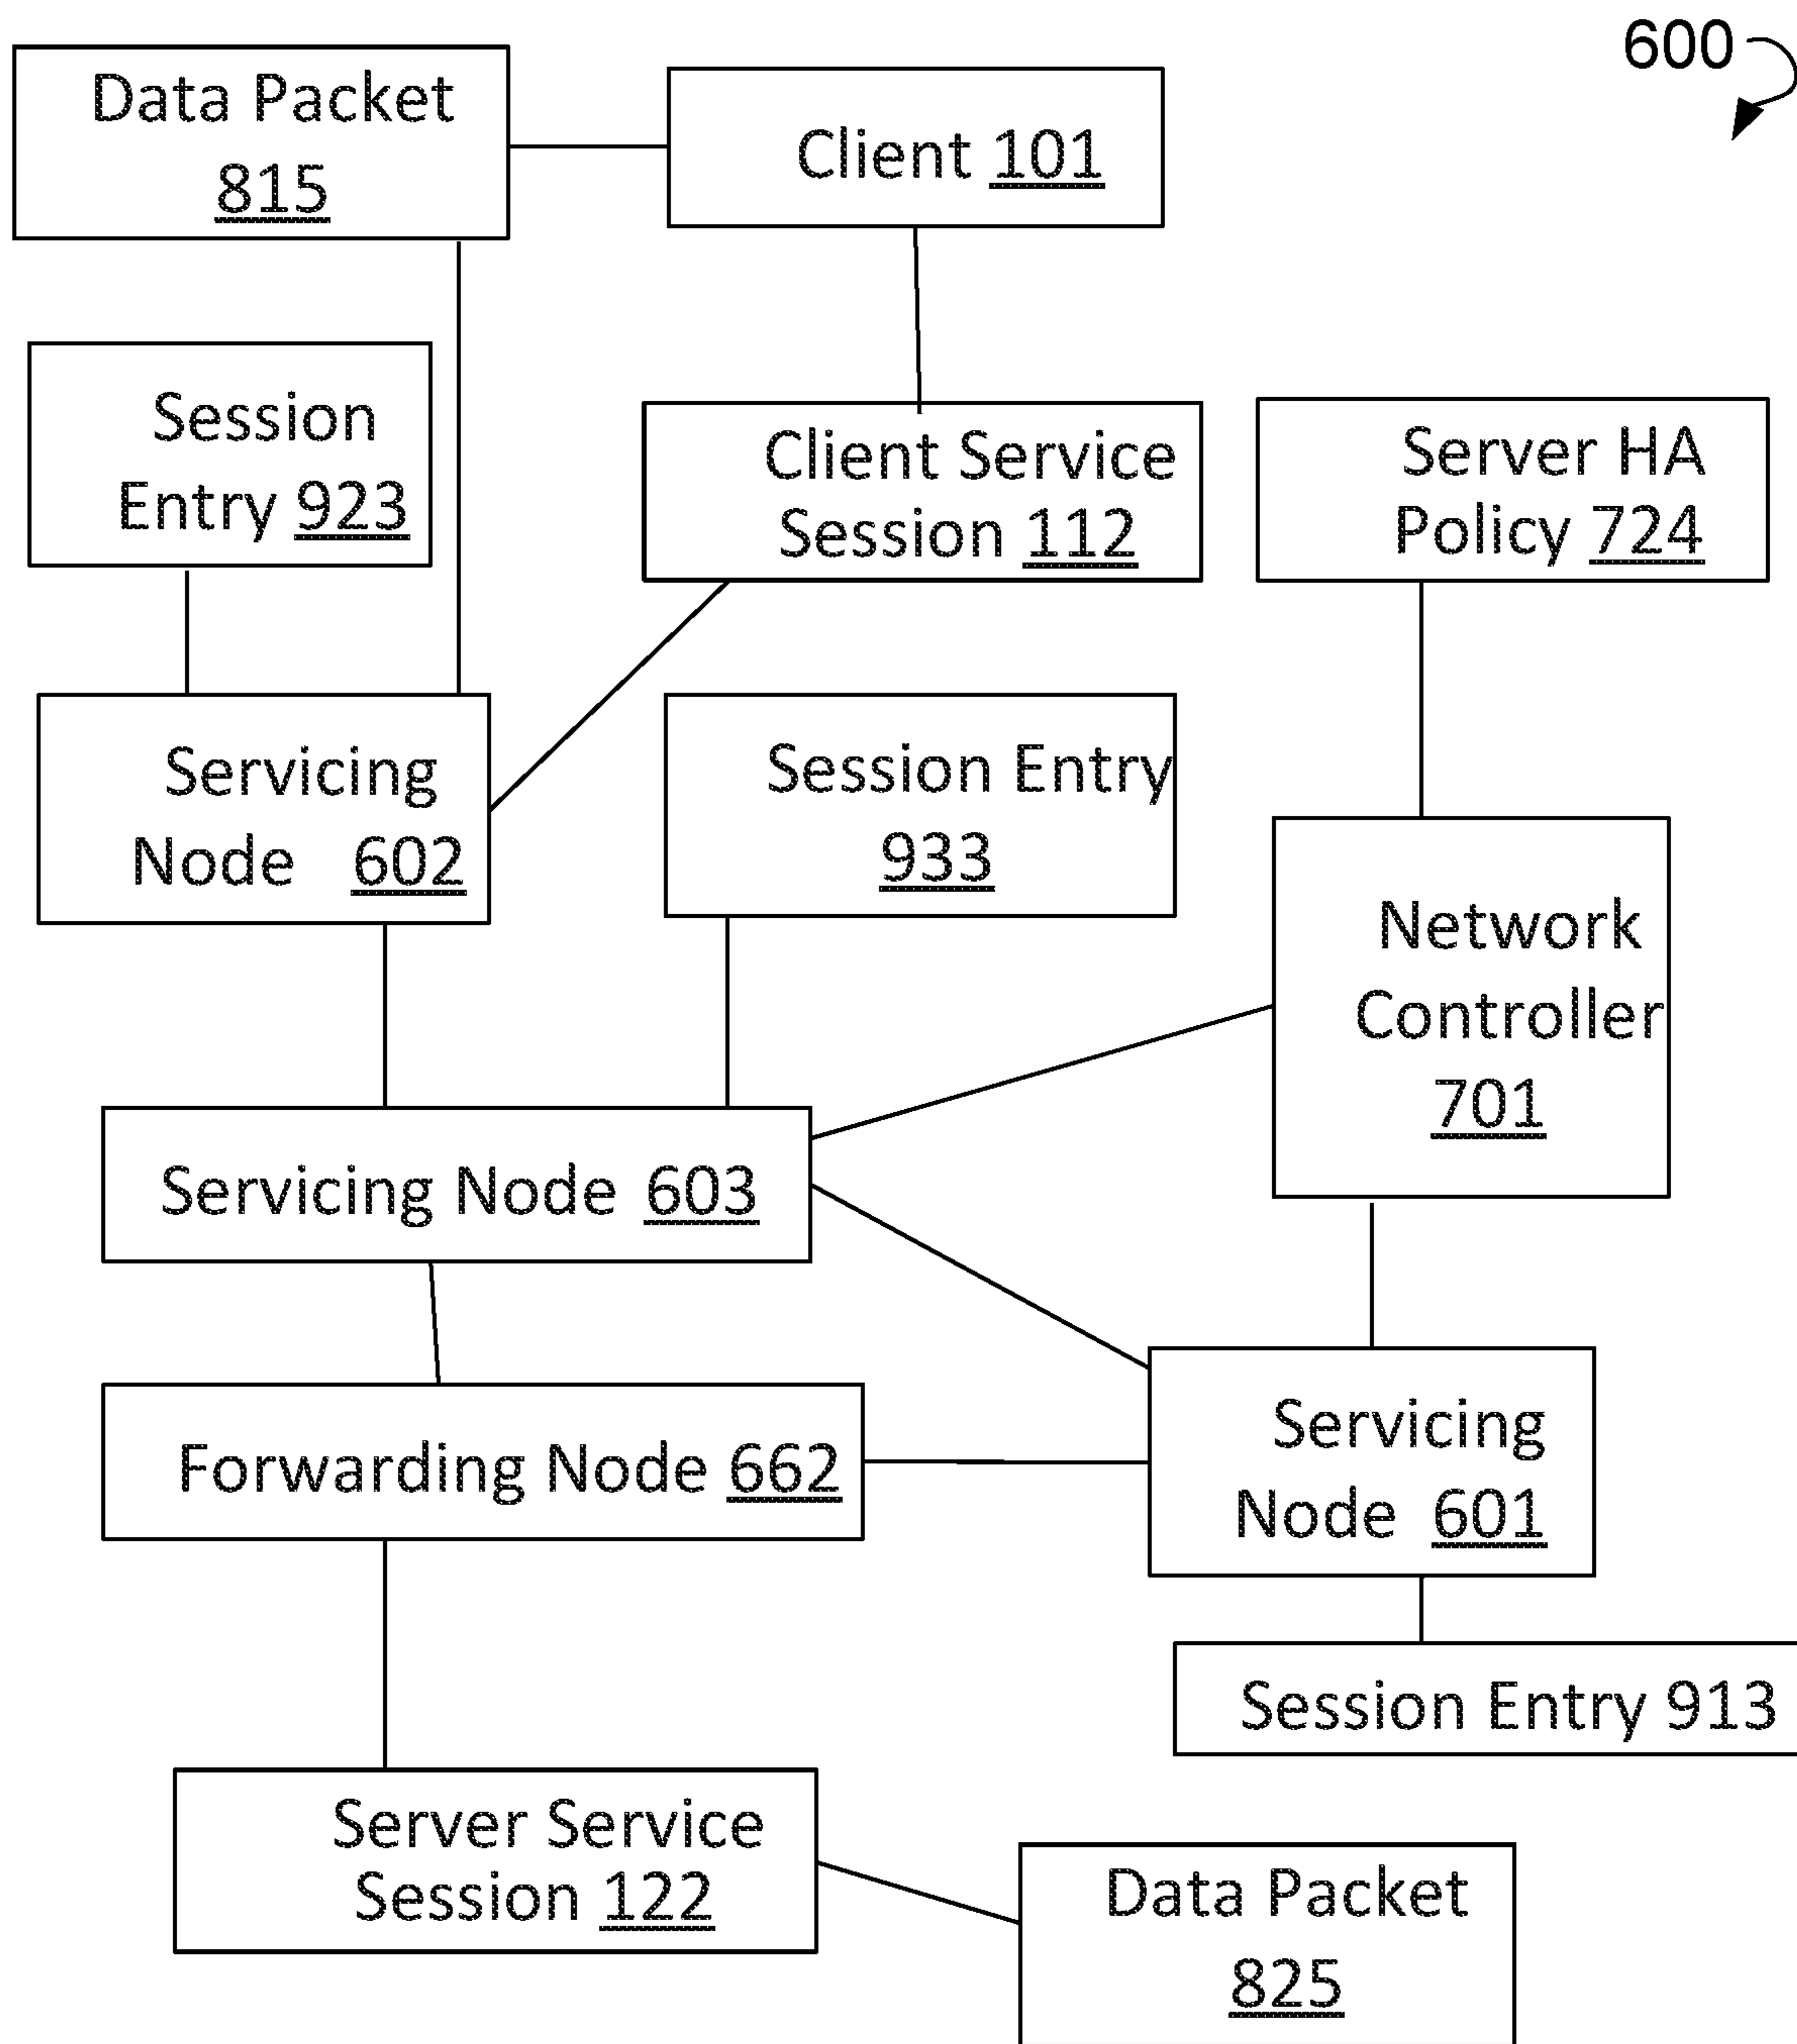 600
Data Packet
815
Client 101
Session
Entry 923
Client Service
Session 112
Server HA
Policy 724
Servicing
Node 602
Session Entry
933
Network
Controller
701
Servicing Node 603
Forwarding Node 662
Servicing
Node 601
Session Entry 913
Server Service
Session 122
Data Packet
825